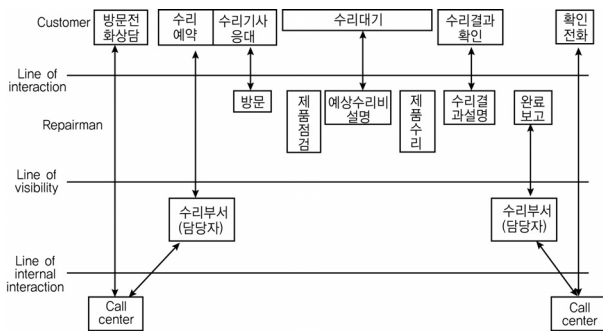 Customer
방문전
화상담
수리
예약
수리기사
응대
수리대기
수리결과
확인
확인
전화
Line of
interaction
Repairman
방문
제
품
점
검
예상수리비
설명
제
품
수
리
수리결
과설명
완료
보고
Line of
visibility
수리부서
(담당자)
수리부서
(담당자)
Line of
internal
interaction
Call
center
Call
center